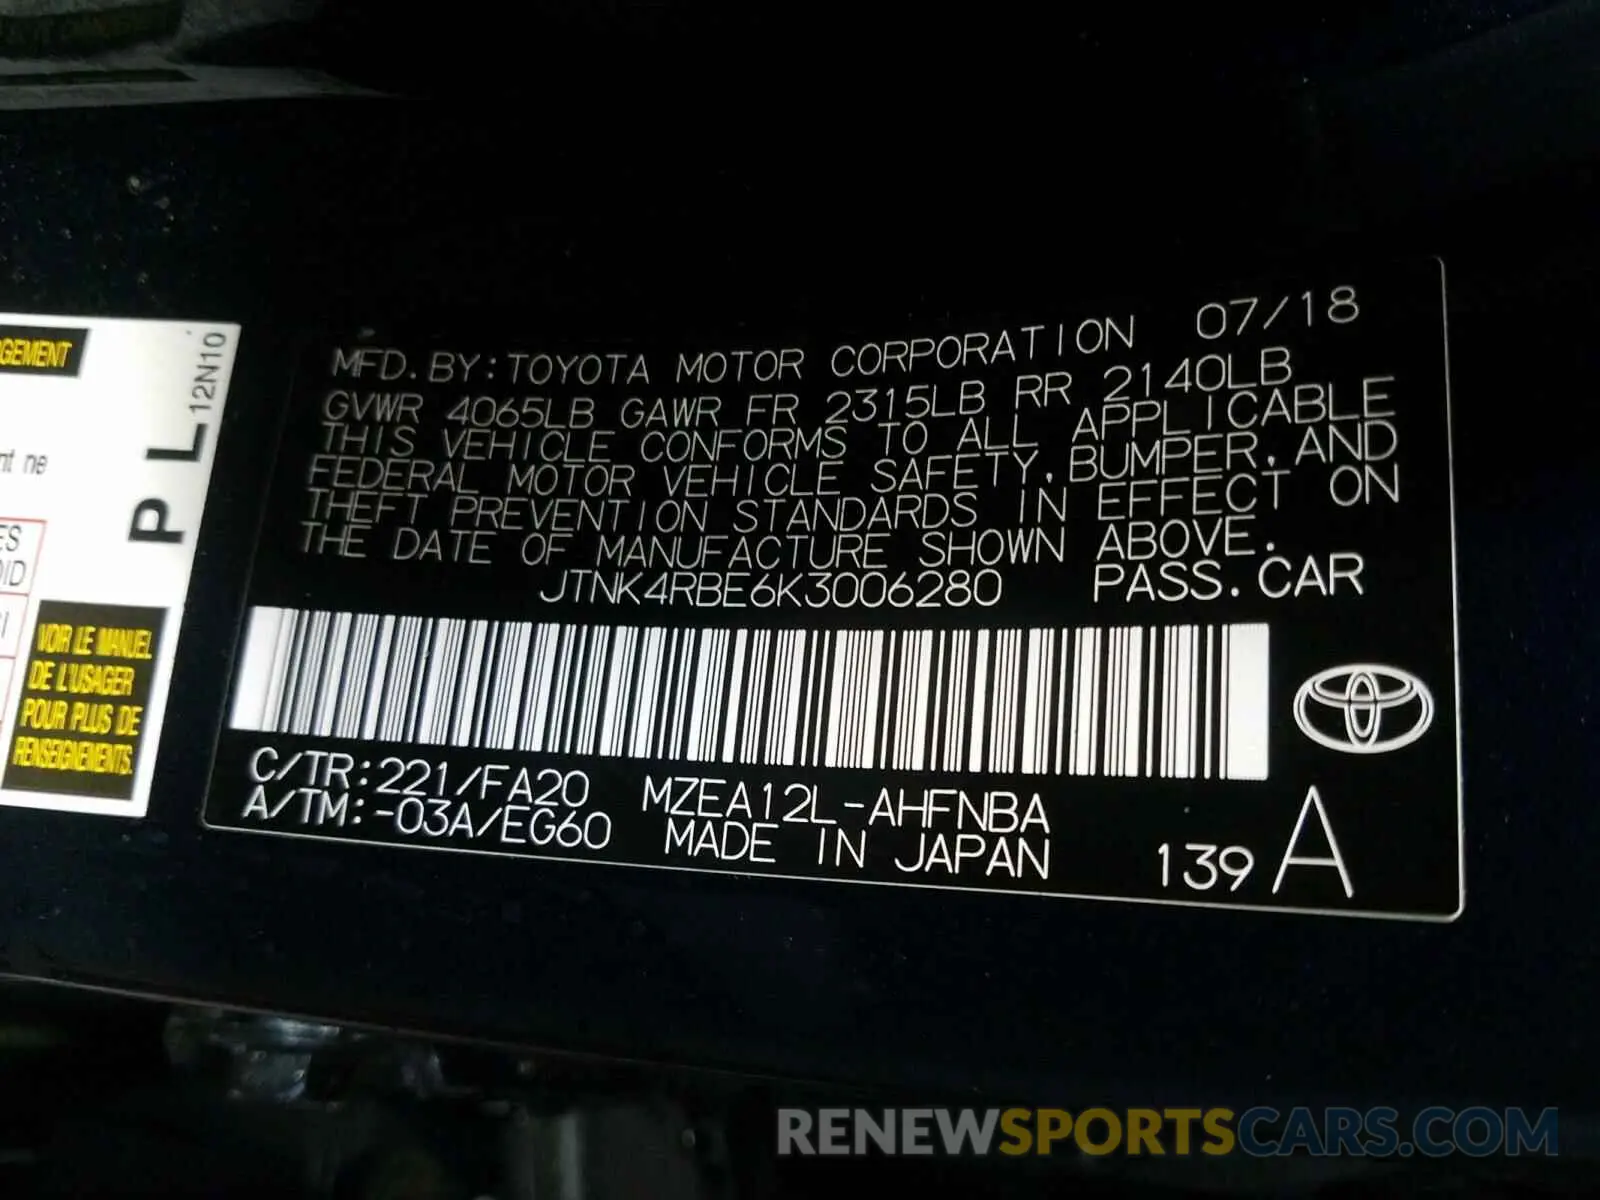 MFD. BY: TOYOTA MOTOR CORPORATION 07/18
GVWR 4065LB GAWR FR 2315LB RR 2140LB
THIS VEHICLE CONFORMS TO ALL APPLICABLE
FEDERAL MOTOR VEHICLE SAFETY, BUMPER, AND
THEFT PREVENTION STANDARDS IN EFFECT ON
THE DATE OF MANUFACTURE SHOWN ABOVE.
JTNK4RBE6K3006280 PASS. CAR
C/TR: 221/FA20 MZEA12L-AHFNBA
A/TM: -03A/EG60 MADE IN JAPAN 139 A
P L 12N10
nt ne
VOIR LE MANUEL
DE L'USAGER
POUR PLUS DE
RENSEIGNEMENTS.
RENEWSPORTSCARS.COM